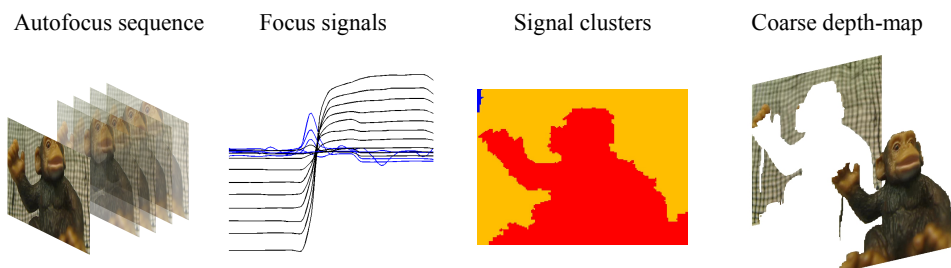 Autofocus sequence
Focus signals
Signal clusters
Coarse depth-map